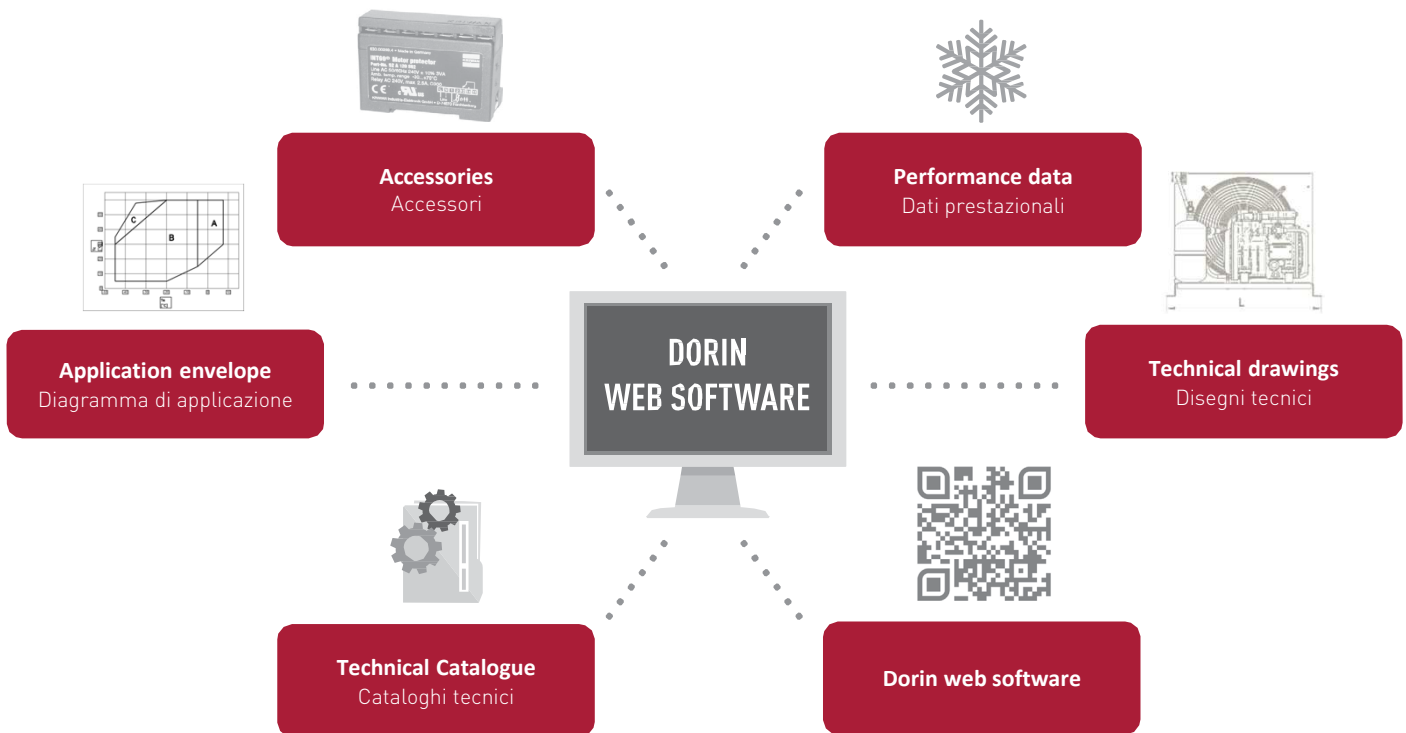 Accessories
Accessori
Performance data
Dati prestazionali
C
A
B
L
Application envelope
Diagramma di applicazione
DORIN
WEB SOFTWARE
Technical drawings
Disegni tecnici
Technical Catalogue
Cataloghi tecnici
Dorin web software